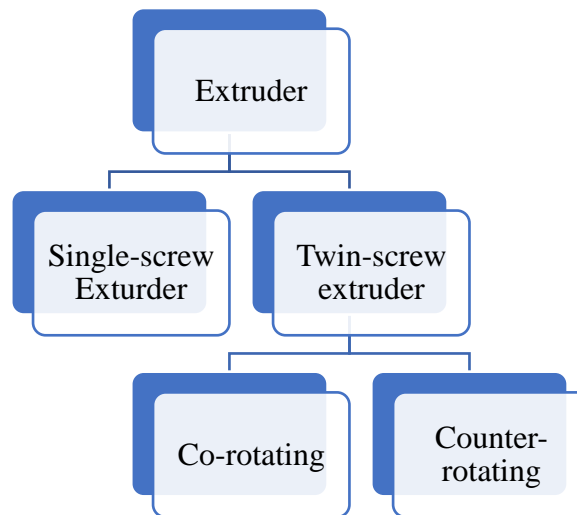 Extruder
Single-screw
Exturder
Twin-screw
extruder
Co-rotating
Counter-
rotating